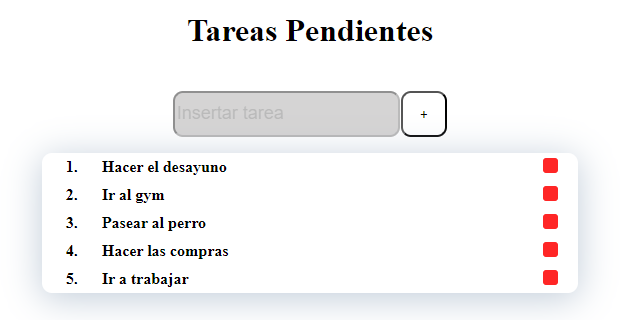 Tareas Pendientes
Insertar tarea +
1. Hacer el desayuno
2. Ir al gym
3. Pasear al perro
4. Hacer las compras
5. Ir a trabajar